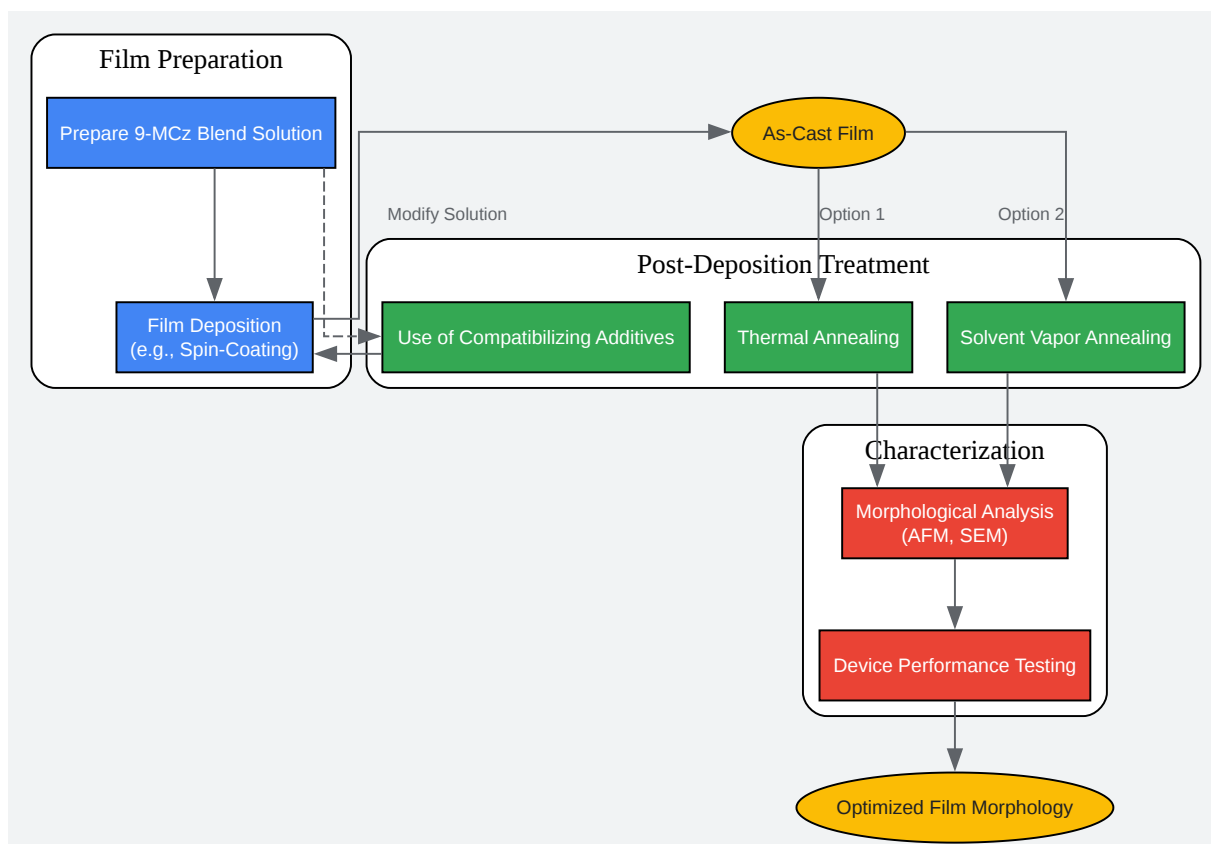 Film Preparation
Prepare 9-MCz Blend Solution
As-Cast Film
Modify Solution
Option 1
Option 2
Post-Deposition Treatment
Film Deposition
(e.g., Spin-Coating)
Use of Compatibilizing Additives
Thermal Annealing
Solvent Vapor Annealing
Characterization
Morphological Analysis
(AFM, SEM)
Device Performance Testing
Optimized Film Morphology